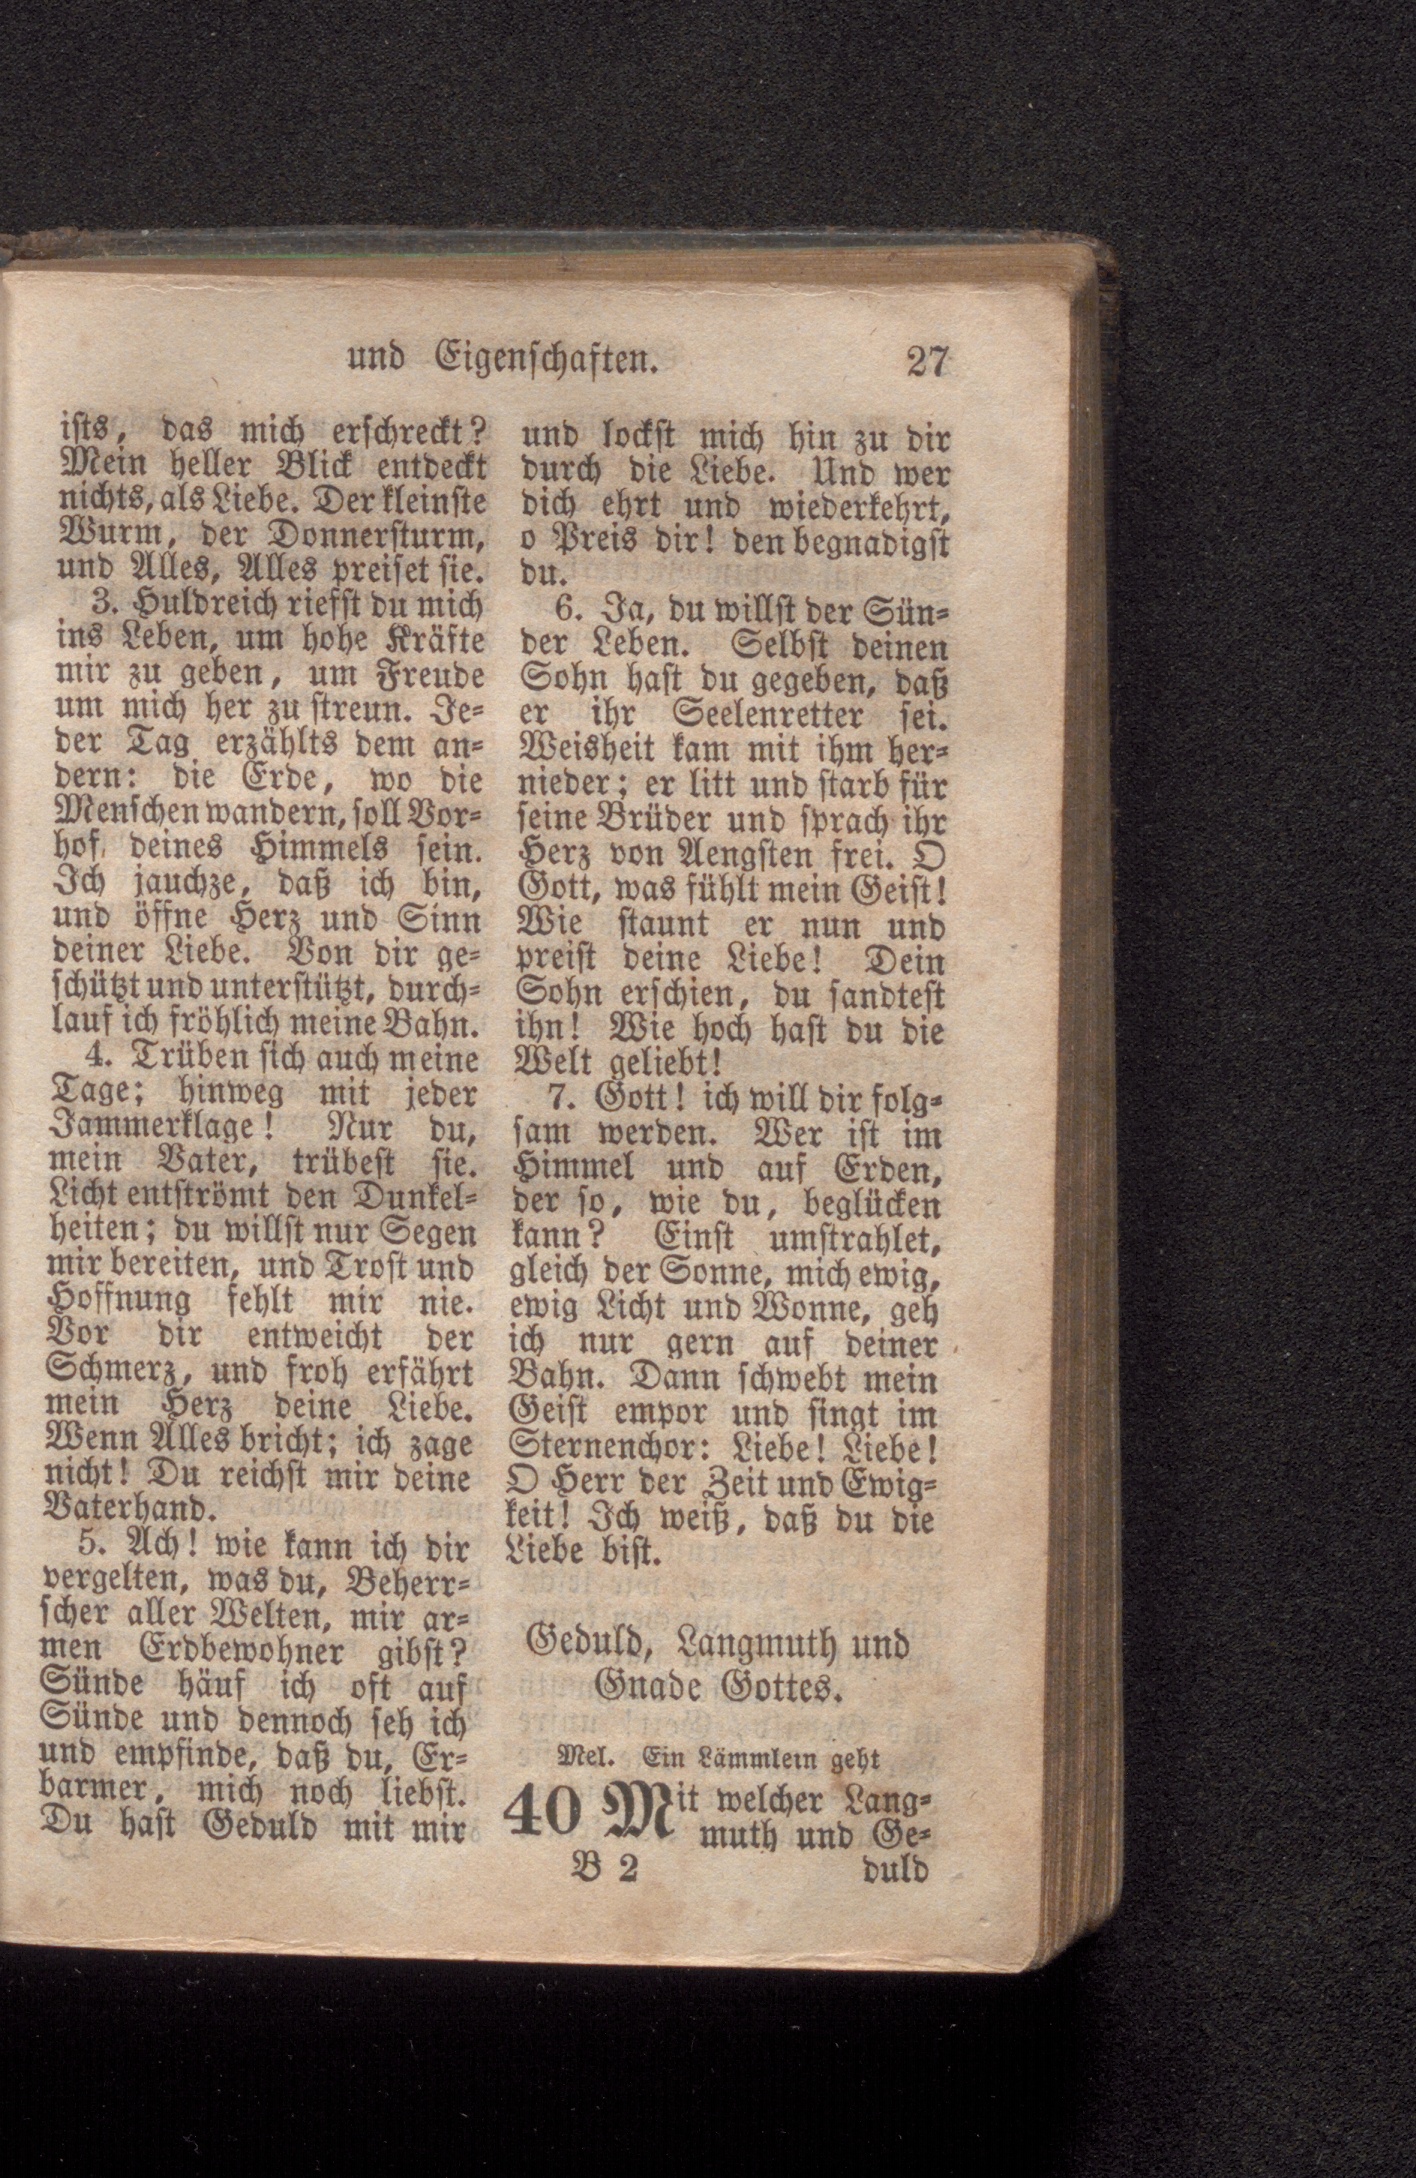 und Eigenschaften. 27
ists, das mich erschreckt?
Mein heller Blick entdeckt
nichts, als Liebe. Der kleinste
Wurm, der Donnersturm,
und Alles, Alles preiset sie.
3. Huldreich riefst du mich
ins Leben, um hohe Kräfte
mir zu geben, um Freude
um mich her zu streun. Je-
der Tag erzählts dem an-
dern: die Erde, wo die
Menschen wandern, soll Vor-
hof deines Himmels sein.
Ich jauchze, daß ich bin,
und öffne Herz und Sinn
deiner Liebe. Von dir ge-
schützt und unterstützt, durch-
lauf ich fröhlich meine Bahn.
4. Trüben sich auch meine
Tage; hinweg mit jeder
Jammerklage! Nur du,
mein Vater, trübest sie.
Licht entströmt den Dunkel-
heiten; du willst nur Segen
mir bereiten, und Trost und
Hoffnung fehlt mir nie.
Vor dir entweicht der
Schmerz, und froh erfährt
mein Herz deine Liebe.
Wenn Alles bricht; ich zage
nicht! Du reichst mir deine
Vaterhand.
5. Ach! wie kann ich dir
vergelten, was du, Beherr-
scher aller Welten, mir ar-
men Erdbewohner gibst?
Sünde häuf ich oft auf
Sünde und dennoch seh ich
und empfinde, daß du, Er-
barmer, mich noch liebst.
Du hast Geduld mit mir
und lockst mich hin zu dir
durch die Liebe. Und wer
dich ehrt und wiederkehrt,
o Preis dir! den begnadigst
du.
6. Ja, du willst der Sün-
der Leben. Selbst deinen
Sohn hast du gegeben, daß
er ihr Seelenretter sei.
Weisheit kam mit ihm her-
nieder; er litt und starb für
seine Brüder und sprach ihr
Herz von Aengsten frei. O
Gott, was fühlt mein Geist!
Wie staunt er nun und
preist deine Liebe! Dein
Sohn erschien, du sandtest
ihn! Wie hoch hast du die
Welt geliebt!
7. Gott! ich will dir folg-
sam werden. Wer ist im
Himmel und auf Erden,
der so, wie du, beglücken
kann? Einst umstrahlet,
gleich der Sonne, mich ewig,
ewig Licht und Wonne, geh
ich nur gern auf deiner
Bahn. Dann schwebt mein
Geist empor und singt im
Sternenchor: Liebe! Liebe!
O Herr der Zeit und Ewig-
keit! Ich weiß, daß du die
Liebe bist.
Geduld, Langmuth und
Gnade Gottes.
Mel. Ein Lämmlein geht
40 Mit welcher Lang-
muth und Ge-
B 2 duld